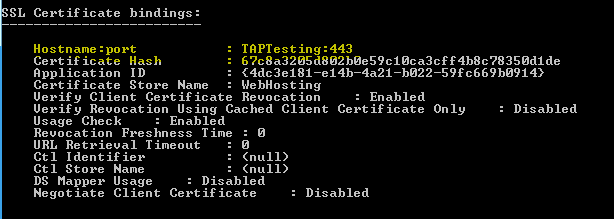 SSL Certificate bindings:
-------------------------
Hostname:port : TAPTesting:443
Certificate Hash : 67c8a3205d802b0e59c10ca3cff4b8c78350d1de
Application ID : {4dc3e181-e14b-4a21-b022-59fc669b0914}
Certificate Store Name : WebHosting
Verify Client Certificate Revocation : Enabled
Verify Revocation Using Cached Client Certificate Only : Disabled
Usage Check : Enabled
Revocation Freshness Time : 0
URL Retrieval Timeout : 0
Ctl Identifier : (null)
Ctl Store Name : (null)
DS Mapper Usage : Disabled
Negotiate Client Certificate : Disabled